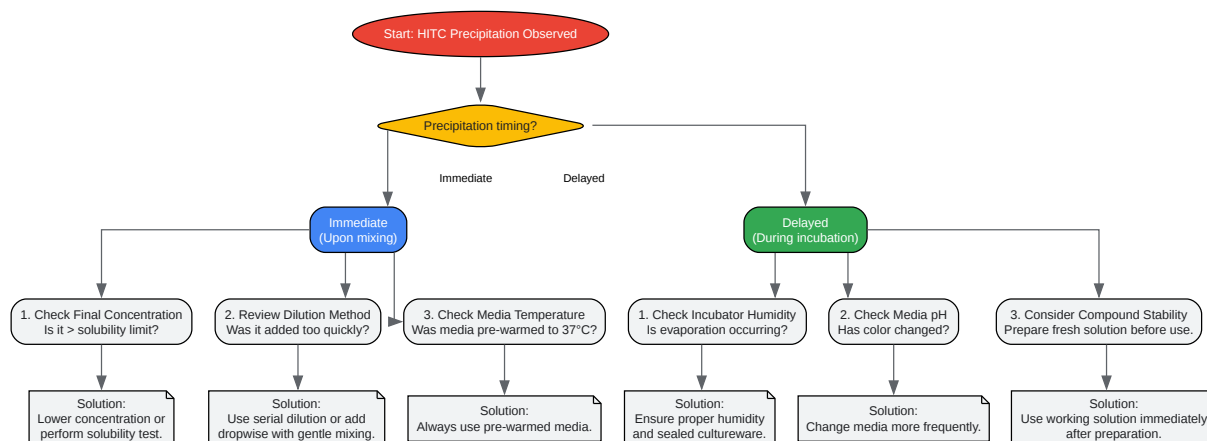 Start: HITC Precipitation Observed
Precipitation timing?
Immediate
Delayed
Immediate
(Upon mixing)
Delayed
(During incubation)
1. Check Final Concentration
Is it > solubility limit?
2. Review Dilution Method
Was it added too quickly?
3. Check Media Temperature
Was media pre-warmed to 37°C?
1. Check Incubator Humidity
Is evaporation occurring?
2. Check Media pH
Has color changed?
3. Consider Compound Stability
Prepare fresh solution before use.
Solution:
Lower concentration or
perform solubility test.
Solution:
Use serial dilution or add
dropwise with gentle mixing.
Solution:
Always use pre-warmed media.
Solution:
Ensure proper humidity
and sealed cultureware.
Solution:
Change media more frequently.
Solution:
Use working solution immediately
after preparation.